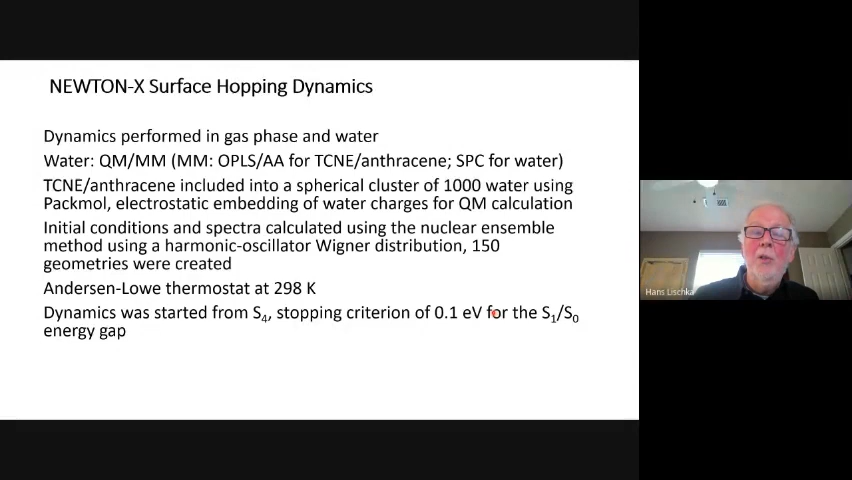 NEWTON-X Surface Hopping Dynamics
Dynamics performed in gas phase and water
Water: QM/MM (MM: OPLS/AA for TCNE/anthracene; SPC for water)
TCNE/anthracene included into a spherical cluster of 1000 water using
Packmol, electrostatic embedding of water charges for QM calculation
Initial conditions and spectra calculated using the nuclear ensemble
method using a harmonic-oscillator Wigner distribution, 150
geometries were created
Andersen-Lowe thermostat at 298 K
Dynamics was started from S₄, stopping criterion of 0.1 eV for the S₁/S₀
energy gap
Hans Lischka